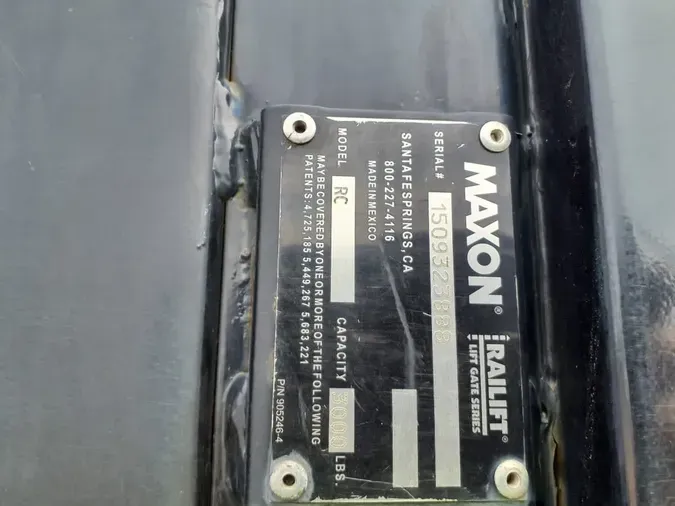 MAXON®
RAILIFT®
LIFT GATE SERIES
SERIAL#
SANTA FE SPRINGS, CA
800-227-4116
MADE IN MEXICO
MODEL RC CAPACITY LBS.
MAY BE COVERED BY ONE OR MORE OF THE FOLLOWING
PATENTS: 4,725,185 5,449,267 5,683,221
P/N 905246-4